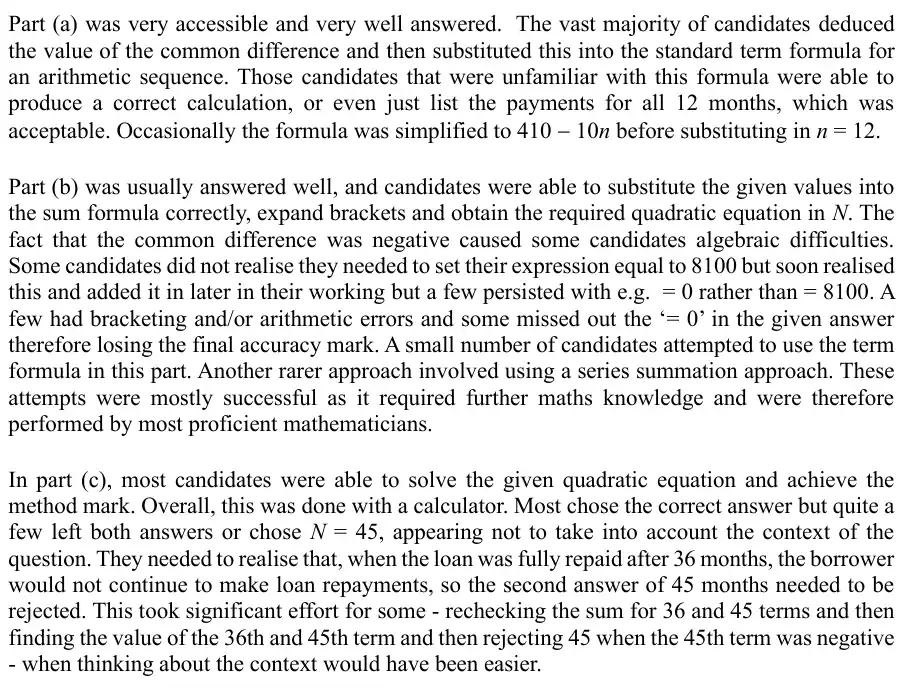 Part (a) was very accessible and very well answered. The vast majority of candidates deduced
the value of the common difference and then substituted this into the standard term formula for
an arithmetic sequence. Those candidates that were unfamiliar with this formula were able to
produce a correct calculation, or even just list the payments for all 12 months, which was
acceptable. Occasionally the formula was simplified to 410 – 10n before substituting in n = 12.
Part (b) was usually answered well, and candidates were able to substitute the given values into
the sum formula correctly, expand brackets and obtain the required quadratic equation in N. The
fact that the common difference was negative caused some candidates algebraic difficulties.
Some candidates did not realise they needed to set their expression equal to 8100 but soon realised
this and added it in later in their working but a few persisted with e.g. = 0 rather than = 8100. A
few had bracketing and/or arithmetic errors and some missed out the ‘= 0’ in the given answer
therefore losing the final accuracy mark. A small number of candidates attempted to use the term
formula in this part. Another rarer approach involved using a series summation approach. These
attempts were mostly successful as it required further maths knowledge and were therefore
performed by most proficient mathematicians.
In part (c), most candidates were able to solve the given quadratic equation and achieve the
method mark. Overall, this was done with a calculator. Most chose the correct answer but quite a
few left both answers or chose N = 45, appearing not to take into account the context of the
question. They needed to realise that, when the loan was fully repaid after 36 months, the borrower
would not continue to make loan repayments, so the second answer of 45 months needed to be
rejected. This took significant effort for some - rechecking the sum for 36 and 45 terms and then
finding the value of the 36th and 45th term and then rejecting 45 when the 45th term was negative
- when thinking about the context would have been easier.